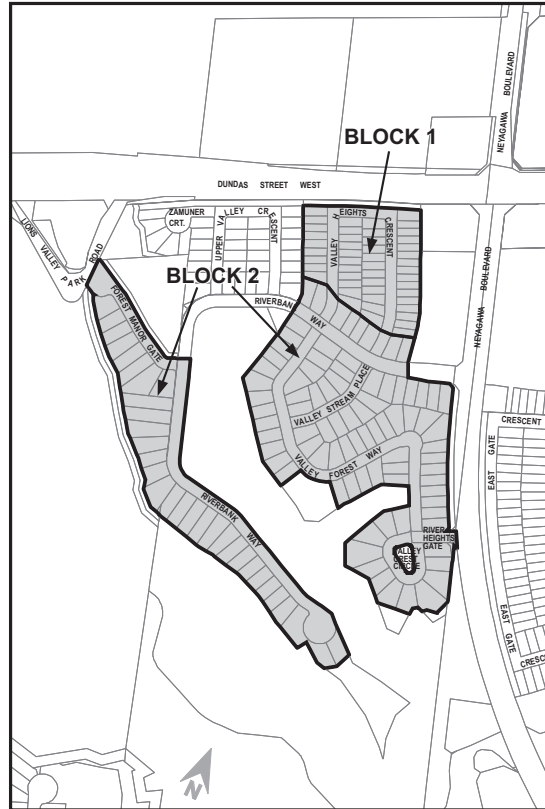 NEYAGAWA BOULEVARD
BLOCK 1
DUNDAS STREET WEST
ZAMUNER
CRT.
UPPER VALLEY CRESCENT
VALLEY HEIGHTS CRESCENT
LIONS VALLEY PARK ROAD
BLOCK 2
NEYAGAWA BOULEVARD
RIVERBANK WAY
FOREST MANOR GATE
VALLEY STREAM PLACE
VALLEY FOREST WAY
CRESCENT
EAST GATE
RIVERBANK WAY
RIVER
HEIGHTS
GATE
VALLEY
CREST
CIRCLE
EAST GATE
CRESC
N